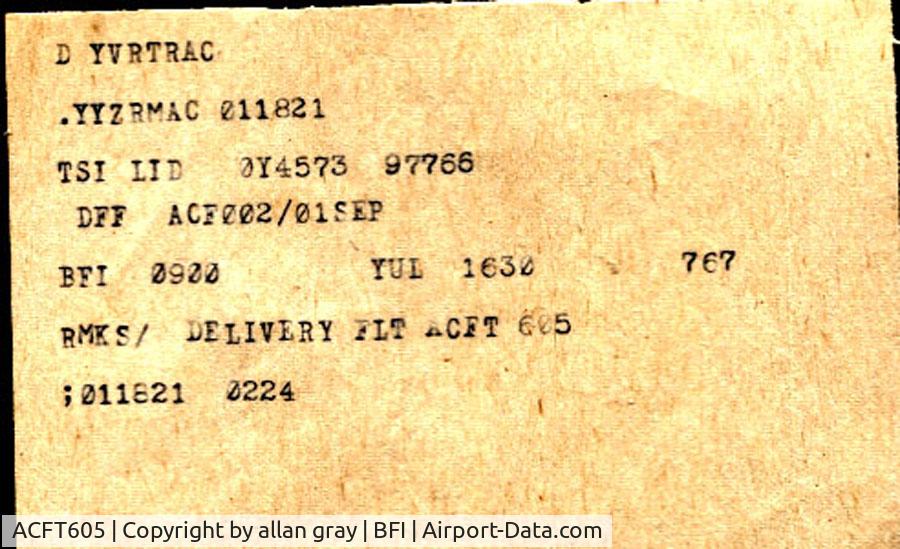 D YVRTRAC
.YYZRMAC 011821
TSI LID 0Y4573 97766
DFF ACF002/01SEP
BFI 0900 YUL 1630 767
RMKS/ DELIVERY FLT ACFT 605
;011821 0224
ACFT605 | Copyright by allan gray | BFI | Airport-Data.com